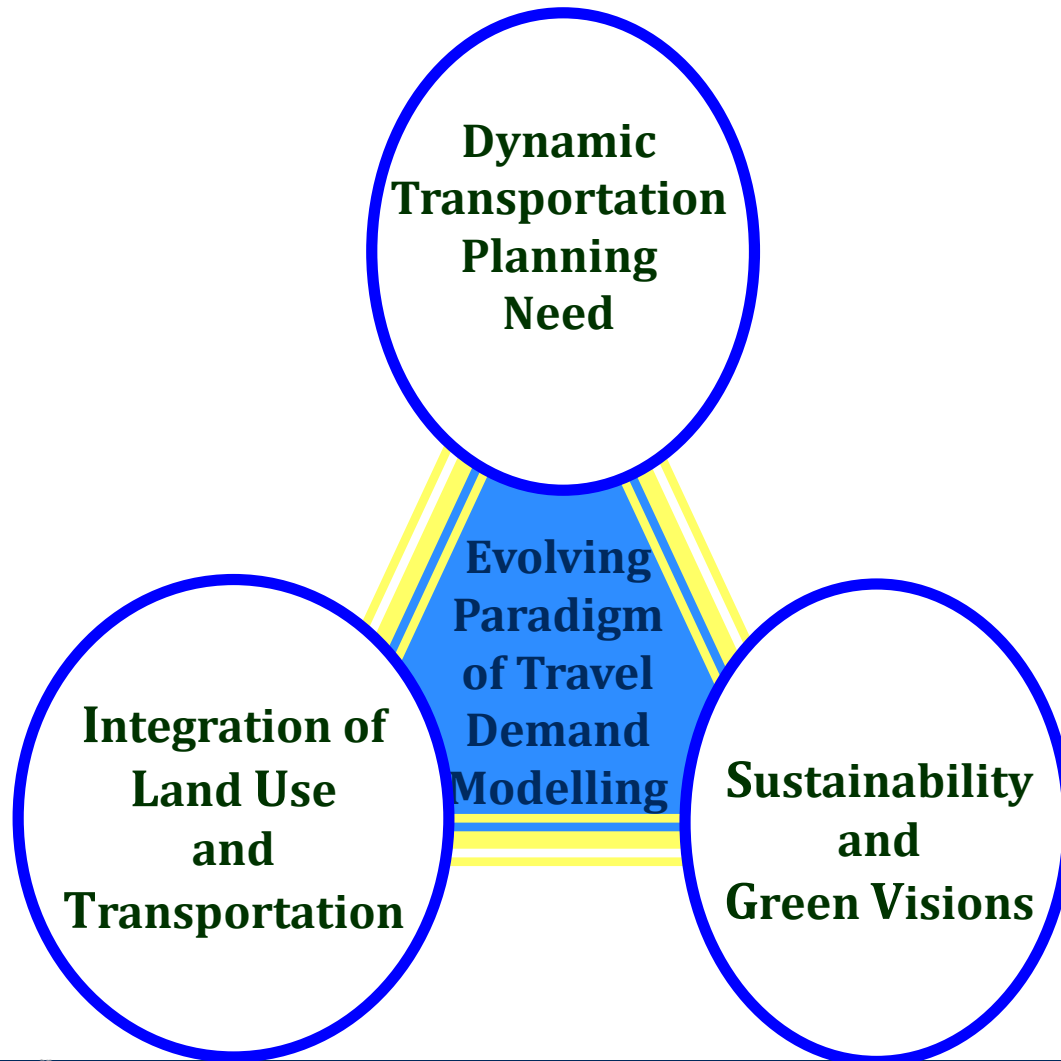 Dynamic
Transportation
Planning
Need
Evolving
Paradigm
of Travel
Demand
Modelling
Integration of
Land Use
and
Transportation
Sustainability
and
Green Visions